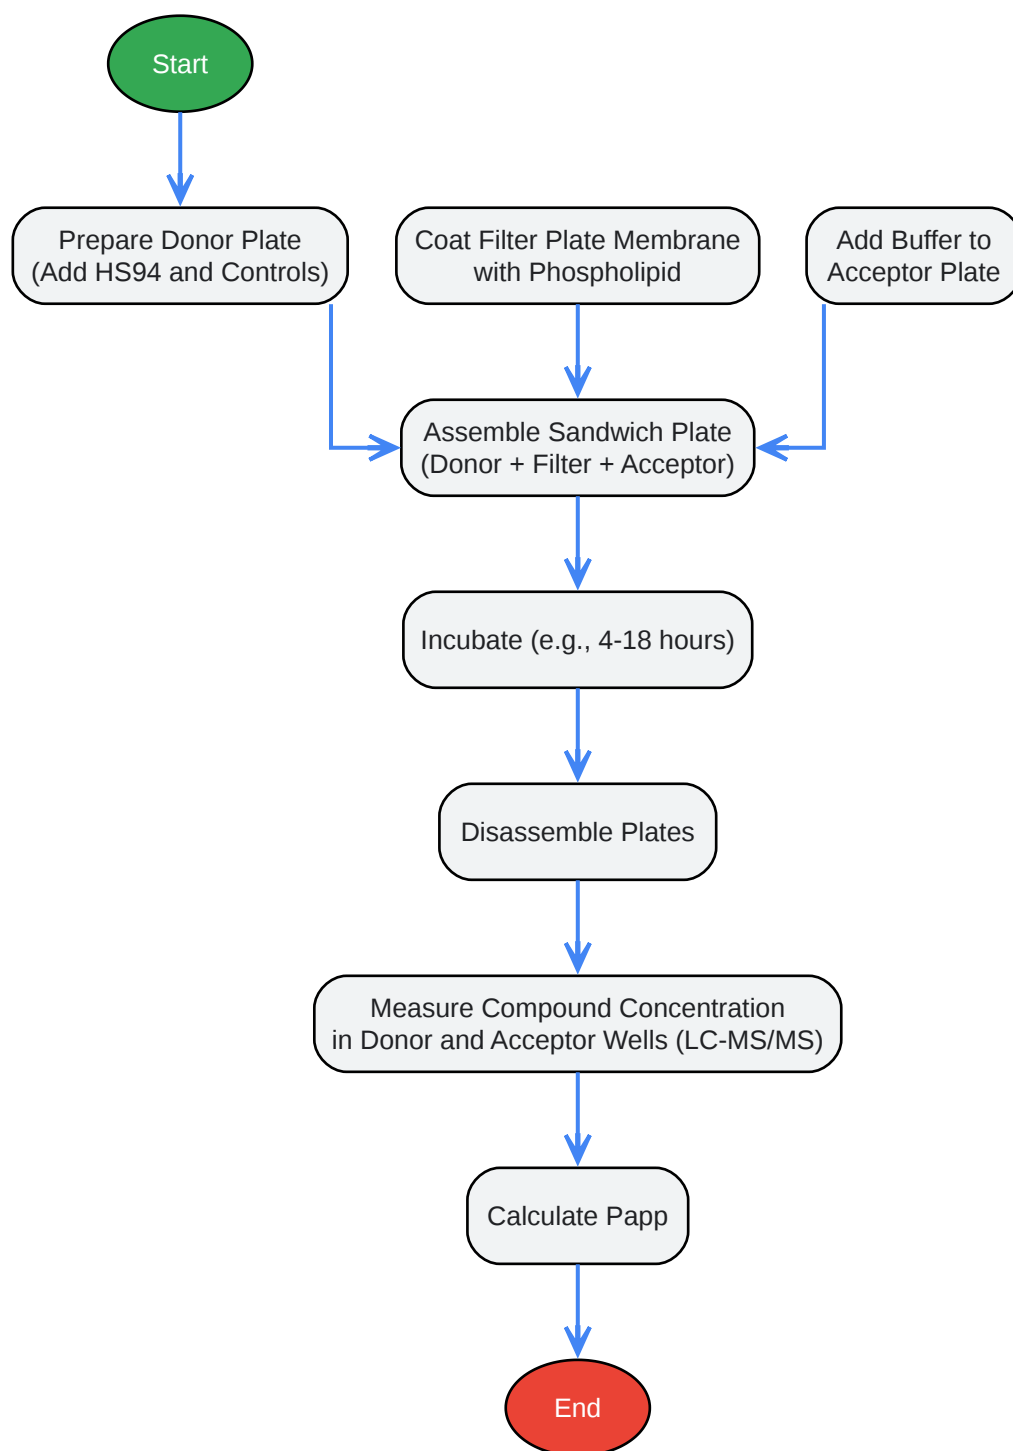 Start
Prepare Donor Plate
(Add HS94 and Controls)
Coat Filter Plate Membrane
with Phospholipid
Add Buffer to
Acceptor Plate
Assemble Sandwich Plate
(Donor + Filter + Acceptor)
Incubate (e.g., 4-18 hours)
Disassemble Plates
Measure Compound Concentration
in Donor and Acceptor Wells (LC-MS/MS)
Calculate Papp
End